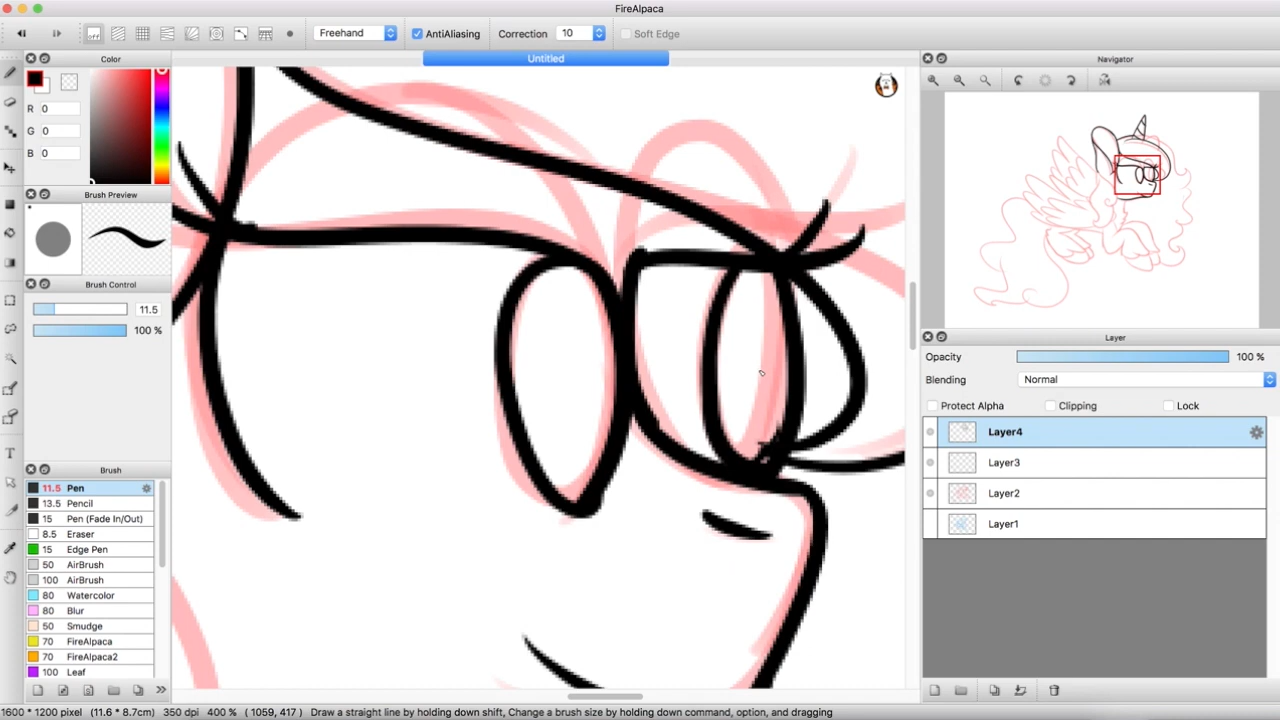 FireAlpaca
off
Freehand
AntiAliasing
Correction
10
Soft Edge
Color
Untitled
Navigator
R 0
G 0
B 0
Brush Preview
Brush Control
11.5
100 %
Layer
Opacity
100 %
Blending
Normal
Protect Alpha
Clipping
Lock
Layer4
Layer3
Layer2
Layer1
Brush
11.5 Pen
13.5 Pencil
15 Pen (Fade In/Out)
8.5 Eraser
15 Edge Pen
50 AirBrush
100 AirBrush
80 Watercolor
80 Blur
50 Smudge
70 FireAlpaca
70 FireAlpaca2
100 Leaf
T
1600 * 1200 pixel (11.6 * 8.7cm) 350 dpi 400 % ( 1059, 417 ) Draw a straight line by holding down shift, Change a brush size by holding down command, option, and dragging